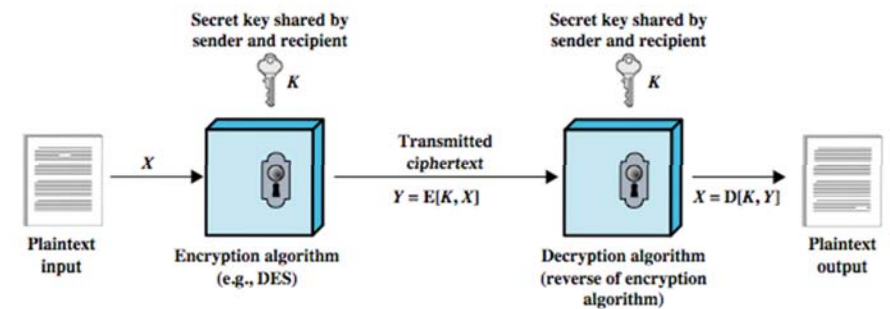 Secret key shared by
sender and recipient
K
Secret key shared by
sender and recipient
K
X
Transmitted
ciphertext
Y = E[K, X]
X = D[K, Y]
Plaintext
input
Encryption algorithm
(e.g., DES)
Decryption algorithm
(reverse of encryption
algorithm)
Plaintext
output